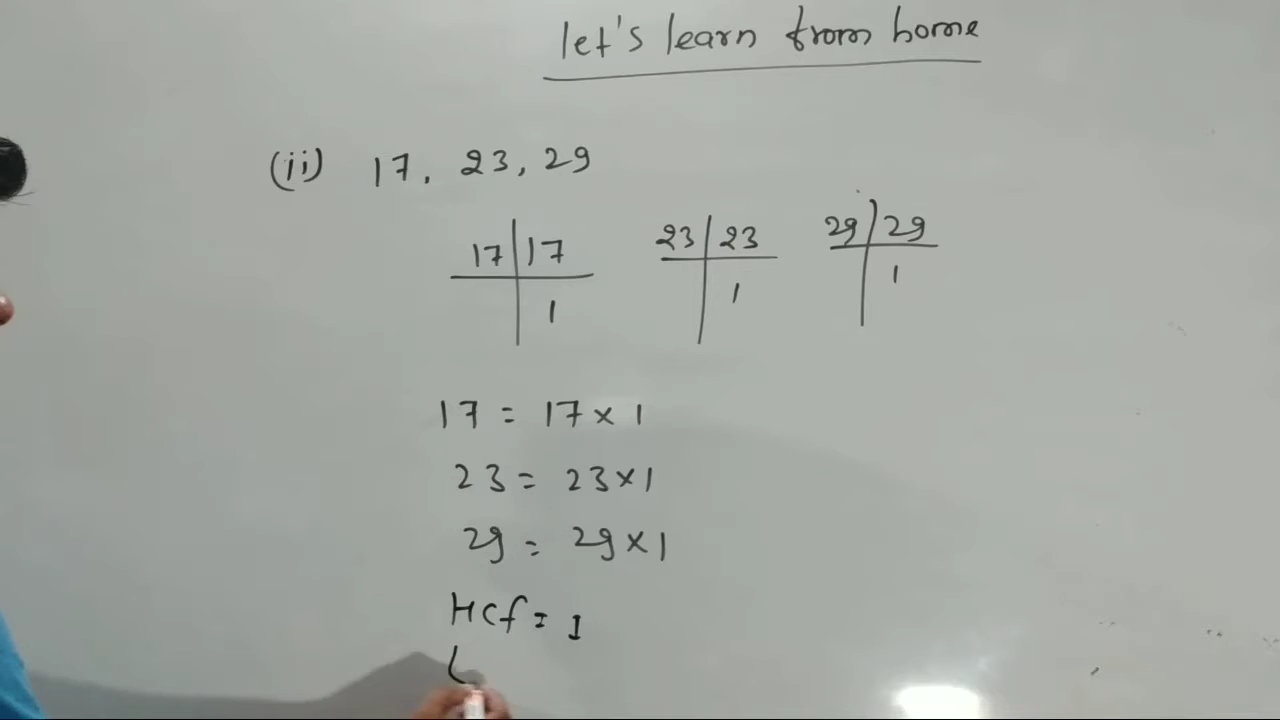 let's learn from home
(ii) 17, 23, 29
17 | 17 23 | 23 29 | 29
1 1 1
17 = 17 × 1
23 = 23 × 1
29 = 29 × 1
Hcf = 1